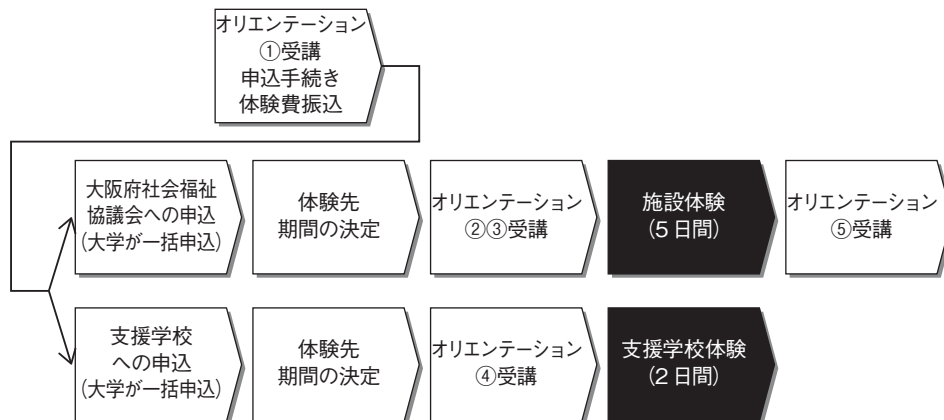 オリエンテーション
①受講
申込手続き
体験費振込
大阪府社会福祉
協議会への申込
(大学が一括申込)
体験先
期間の決定
オリエンテーション
②③受講
施設体験
(5日間)
オリエンテーション
⑤受講
支援学校
への申込
(大学が一括申込)
体験先
期間の決定
オリエンテーション
④受講
支援学校体験
(2日間)